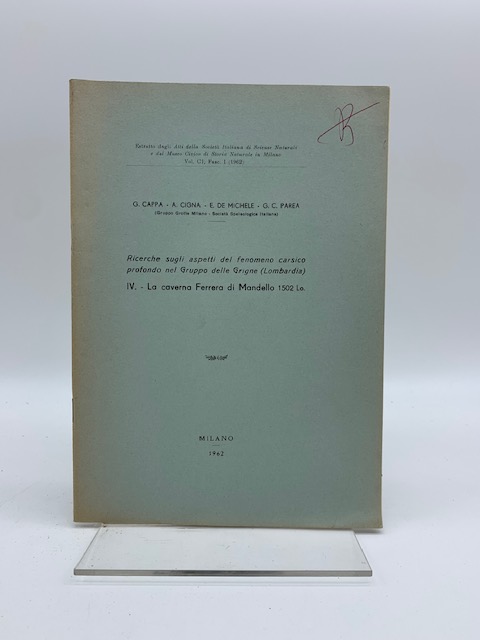 Estratto dagli Atti della Società Italiana di Scienze Naturali
e del Museo Civico di Storia Naturale in Milano
Vol. CI, Fasc. I (1962)
G. CAPPA - A. CIGNA - E. DE MICHELE - G. C. PAREA
(Gruppo Grotte Milano - Società Speleologica Italiana)
Ricerche sugli aspetti del fenomeno carsico
profondo nel Gruppo delle Grigne (Lombardia)
IV. - La caverna Ferrera di Mandello 1502 Lo.
MILANO
1962